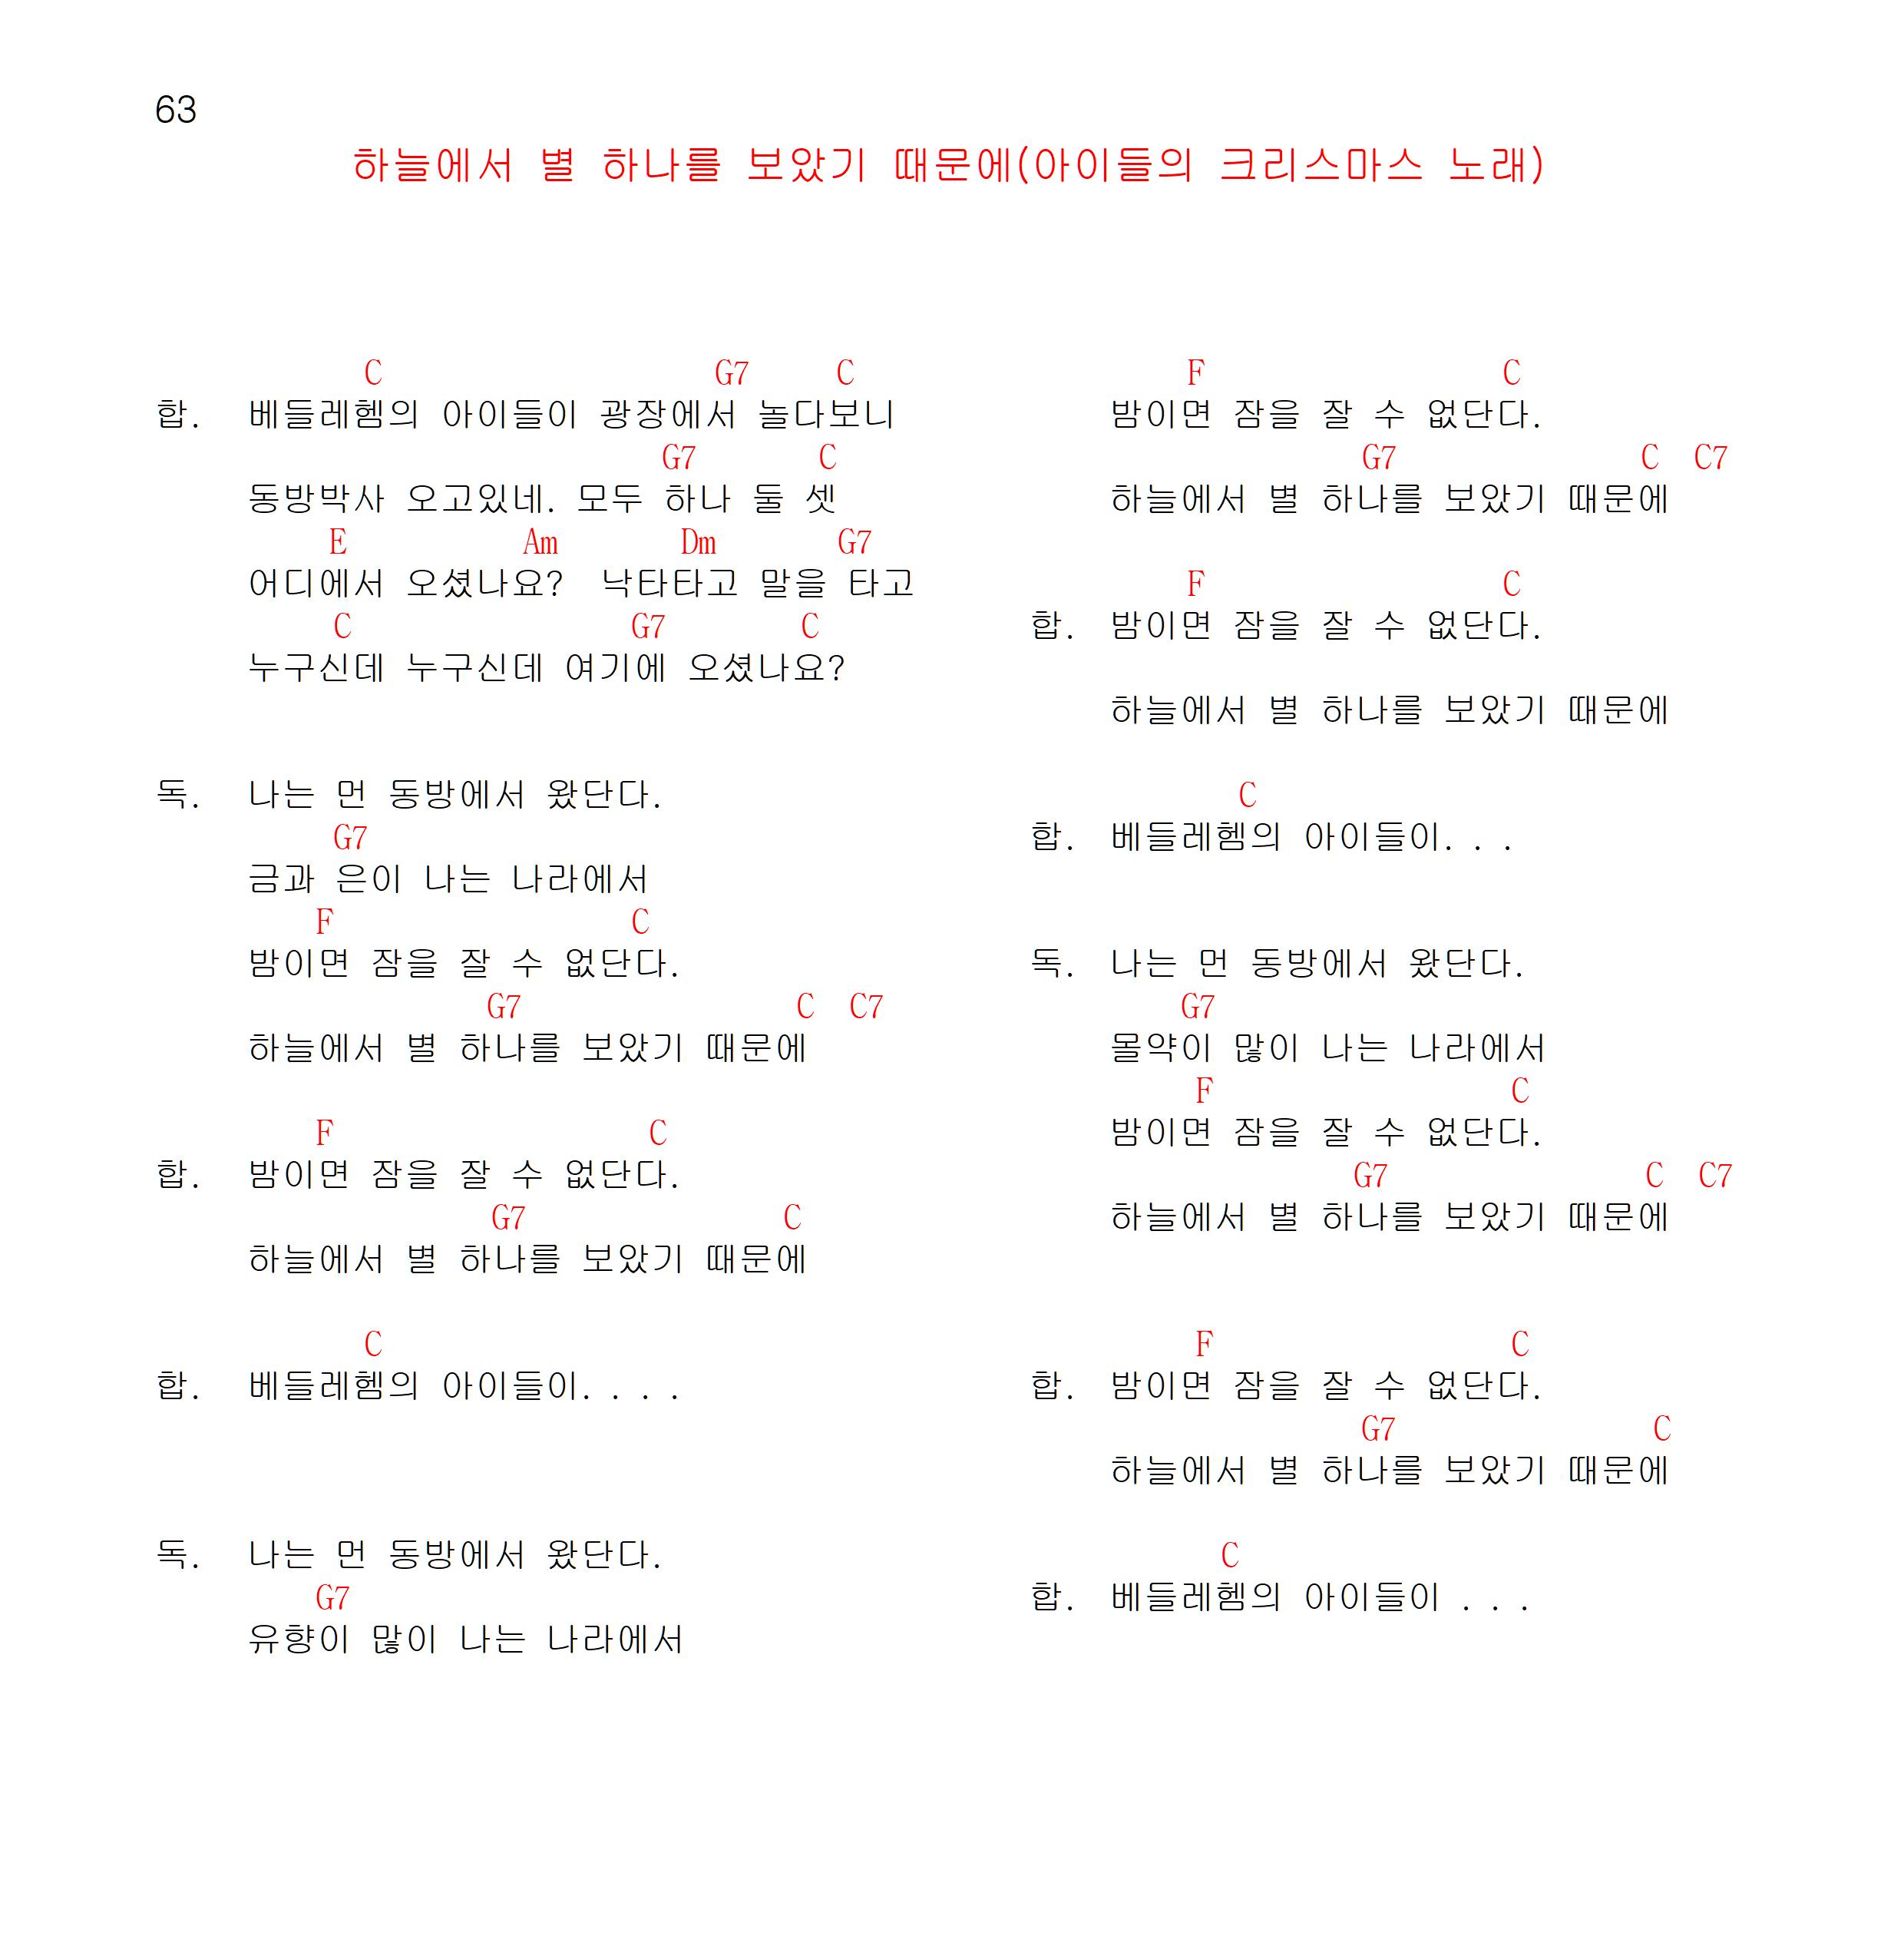 63
하늘에서 별 하나를 보았기 때문에(아이들의 크리스마스 노래)
C G7 C
합. 베들레헴의 아이들이 광장에서 놀다보니
G7 C
동방박사 오고있네. 모두 하나 둘 셋
E Am Dm G7
어디에서 오셨나요? 낙타타고 말을 타고
C G7 C
누구신데 누구신데 여기에 오셨나요?
독. 나는 먼 동방에서 왔단다.
G7
금과 은이 나는 나라에서
F C
밤이면 잠을 잘 수 없단다.
G7 C C7
하늘에서 별 하나를 보았기 때문에
F C
합. 밤이면 잠을 잘 수 없단다.
G7 C
하늘에서 별 하나를 보았기 때문에
C
합. 베들레헴의 아이들이. . . .
독. 나는 먼 동방에서 왔단다.
G7
유향이 많이 나는 나라에서
F C
밤이면 잠을 잘 수 없단다.
G7 C C7
하늘에서 별 하나를 보았기 때문에
F C
합. 밤이면 잠을 잘 수 없단다.
하늘에서 별 하나를 보았기 때문에
C
합. 베들레헴의 아이들이. . .
독. 나는 먼 동방에서 왔단다.
G7
몰약이 많이 나는 나라에서
F C
밤이면 잠을 잘 수 없단다.
G7 C C7
하늘에서 별 하나를 보았기 때문에
F C
합. 밤이면 잠을 잘 수 없단다.
G7 C
하늘에서 별 하나를 보았기 때문에
C
합. 베들레헴의 아이들이 . . .